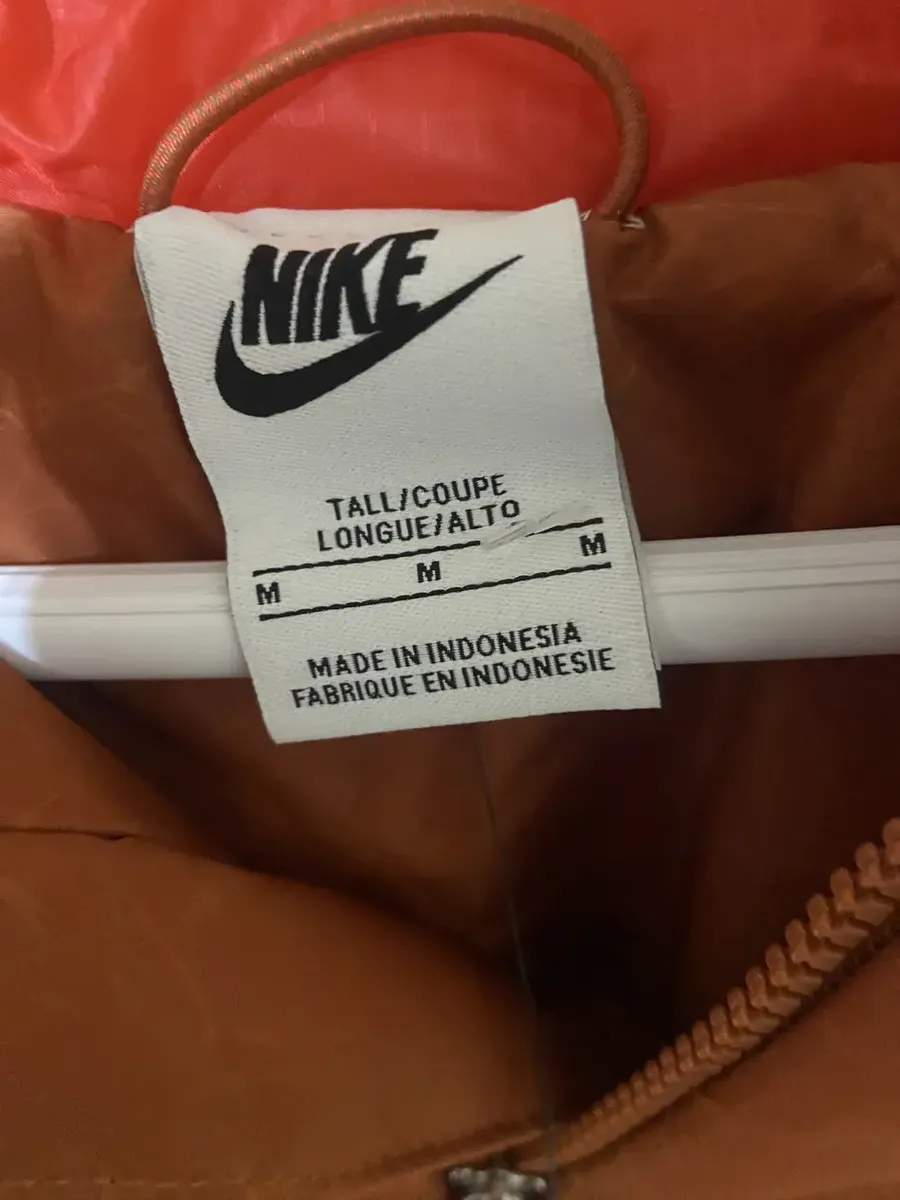 NIKE
TALL/COUPE
LONGUE/ALTO
M M M
MADE IN INDONESIA
FABRIQUE EN INDONESIE